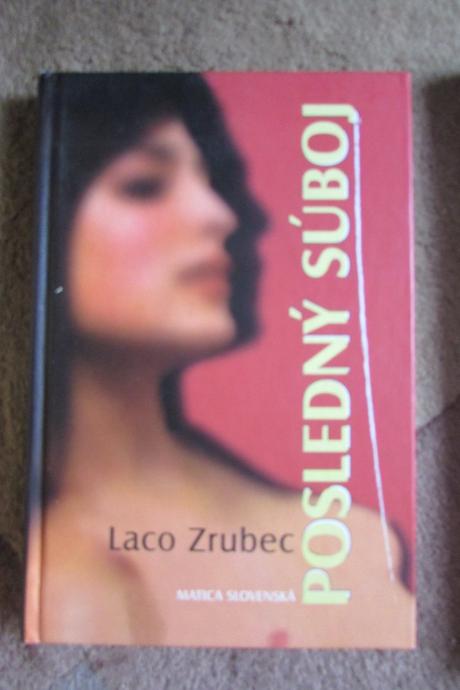 POSLEDNÝ SÚBOJ
Laco Zrubec
MATICA SLOVENSKÁ